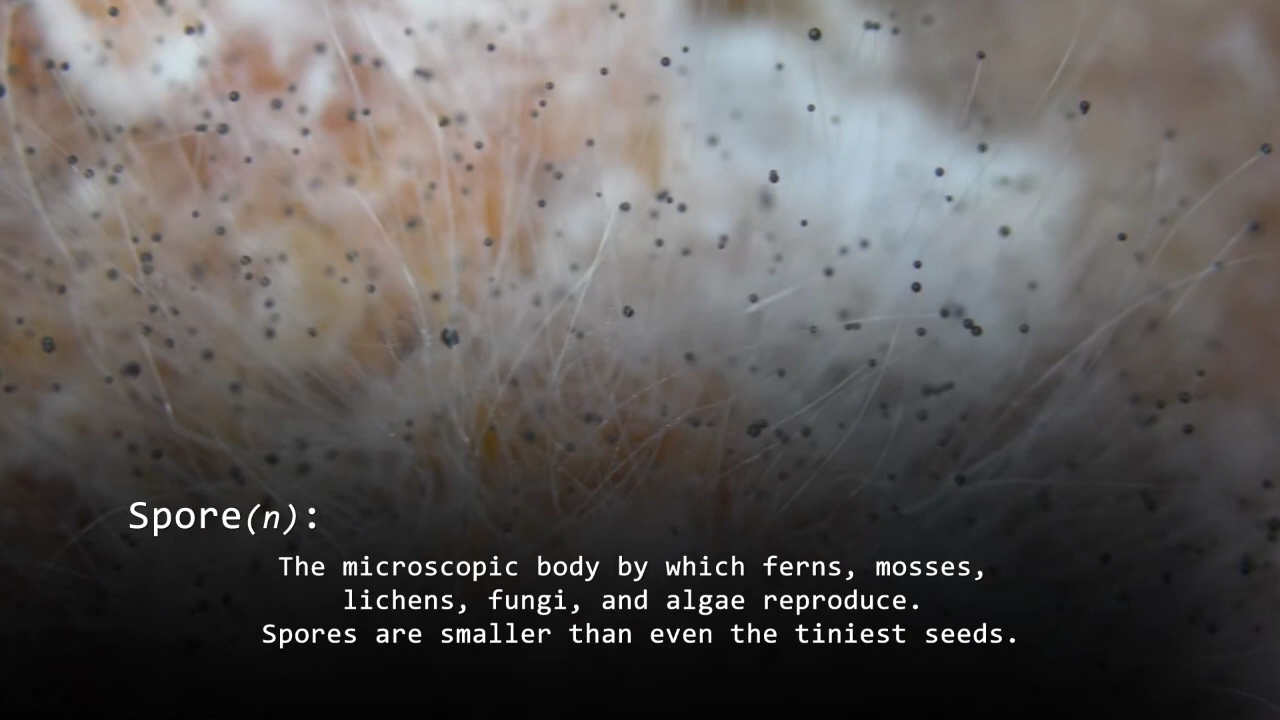 Spore(n):
The microscopic body by which ferns, mosses,
lichens, fungi, and algae reproduce.
Spores are smaller than even the tiniest seeds.